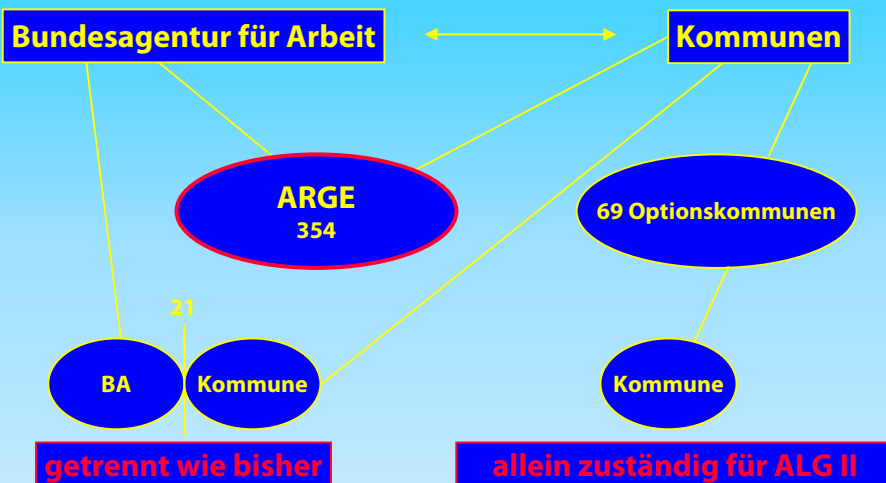 Bundesagentur für Arbeit
Kommunen
ARGE
354
69 Optionskommunen
21
BA
Kommune
Kommune
getrennt wie bisher
allein zuständig für ALG II